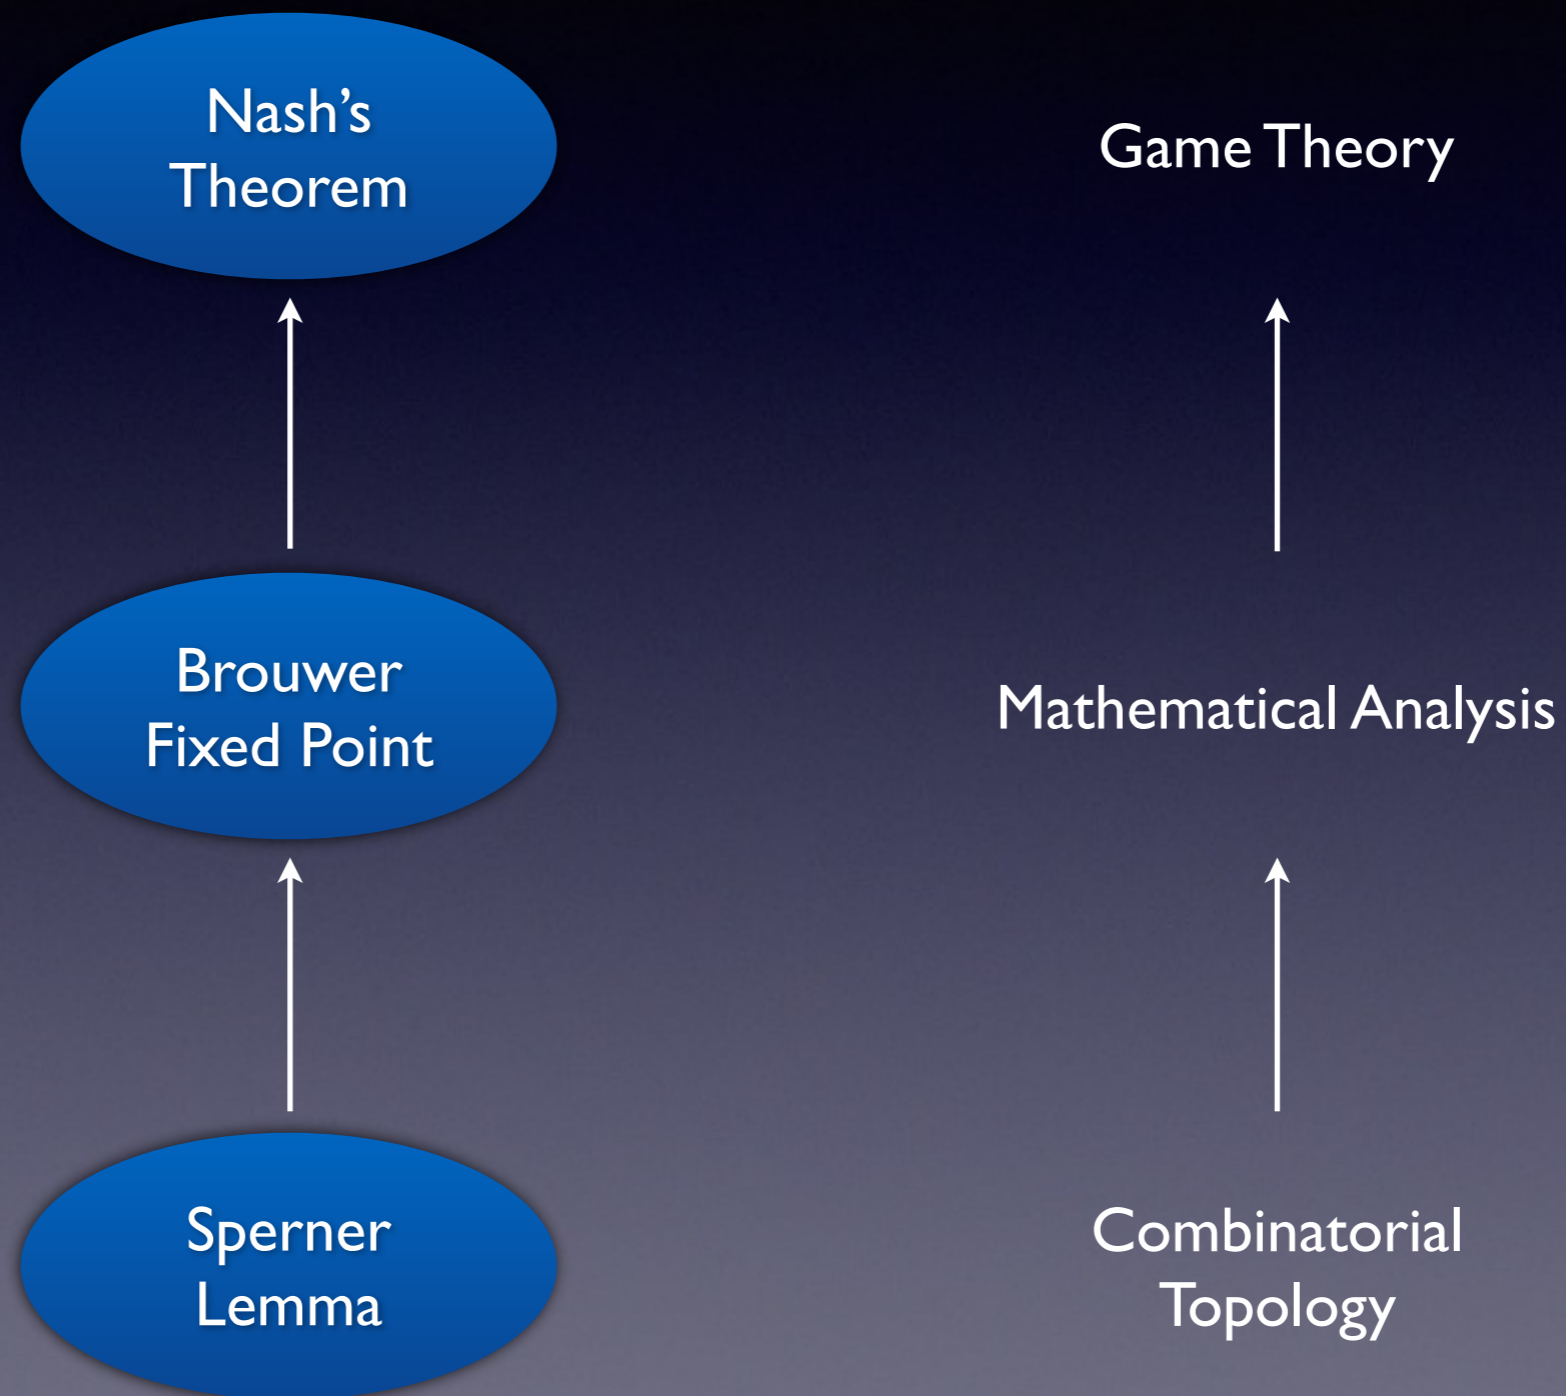 Nash's
Theorem
Game Theory
Brouwer
Fixed Point
Mathematical Analysis
Sperner
Lemma
Combinatorial
Topology